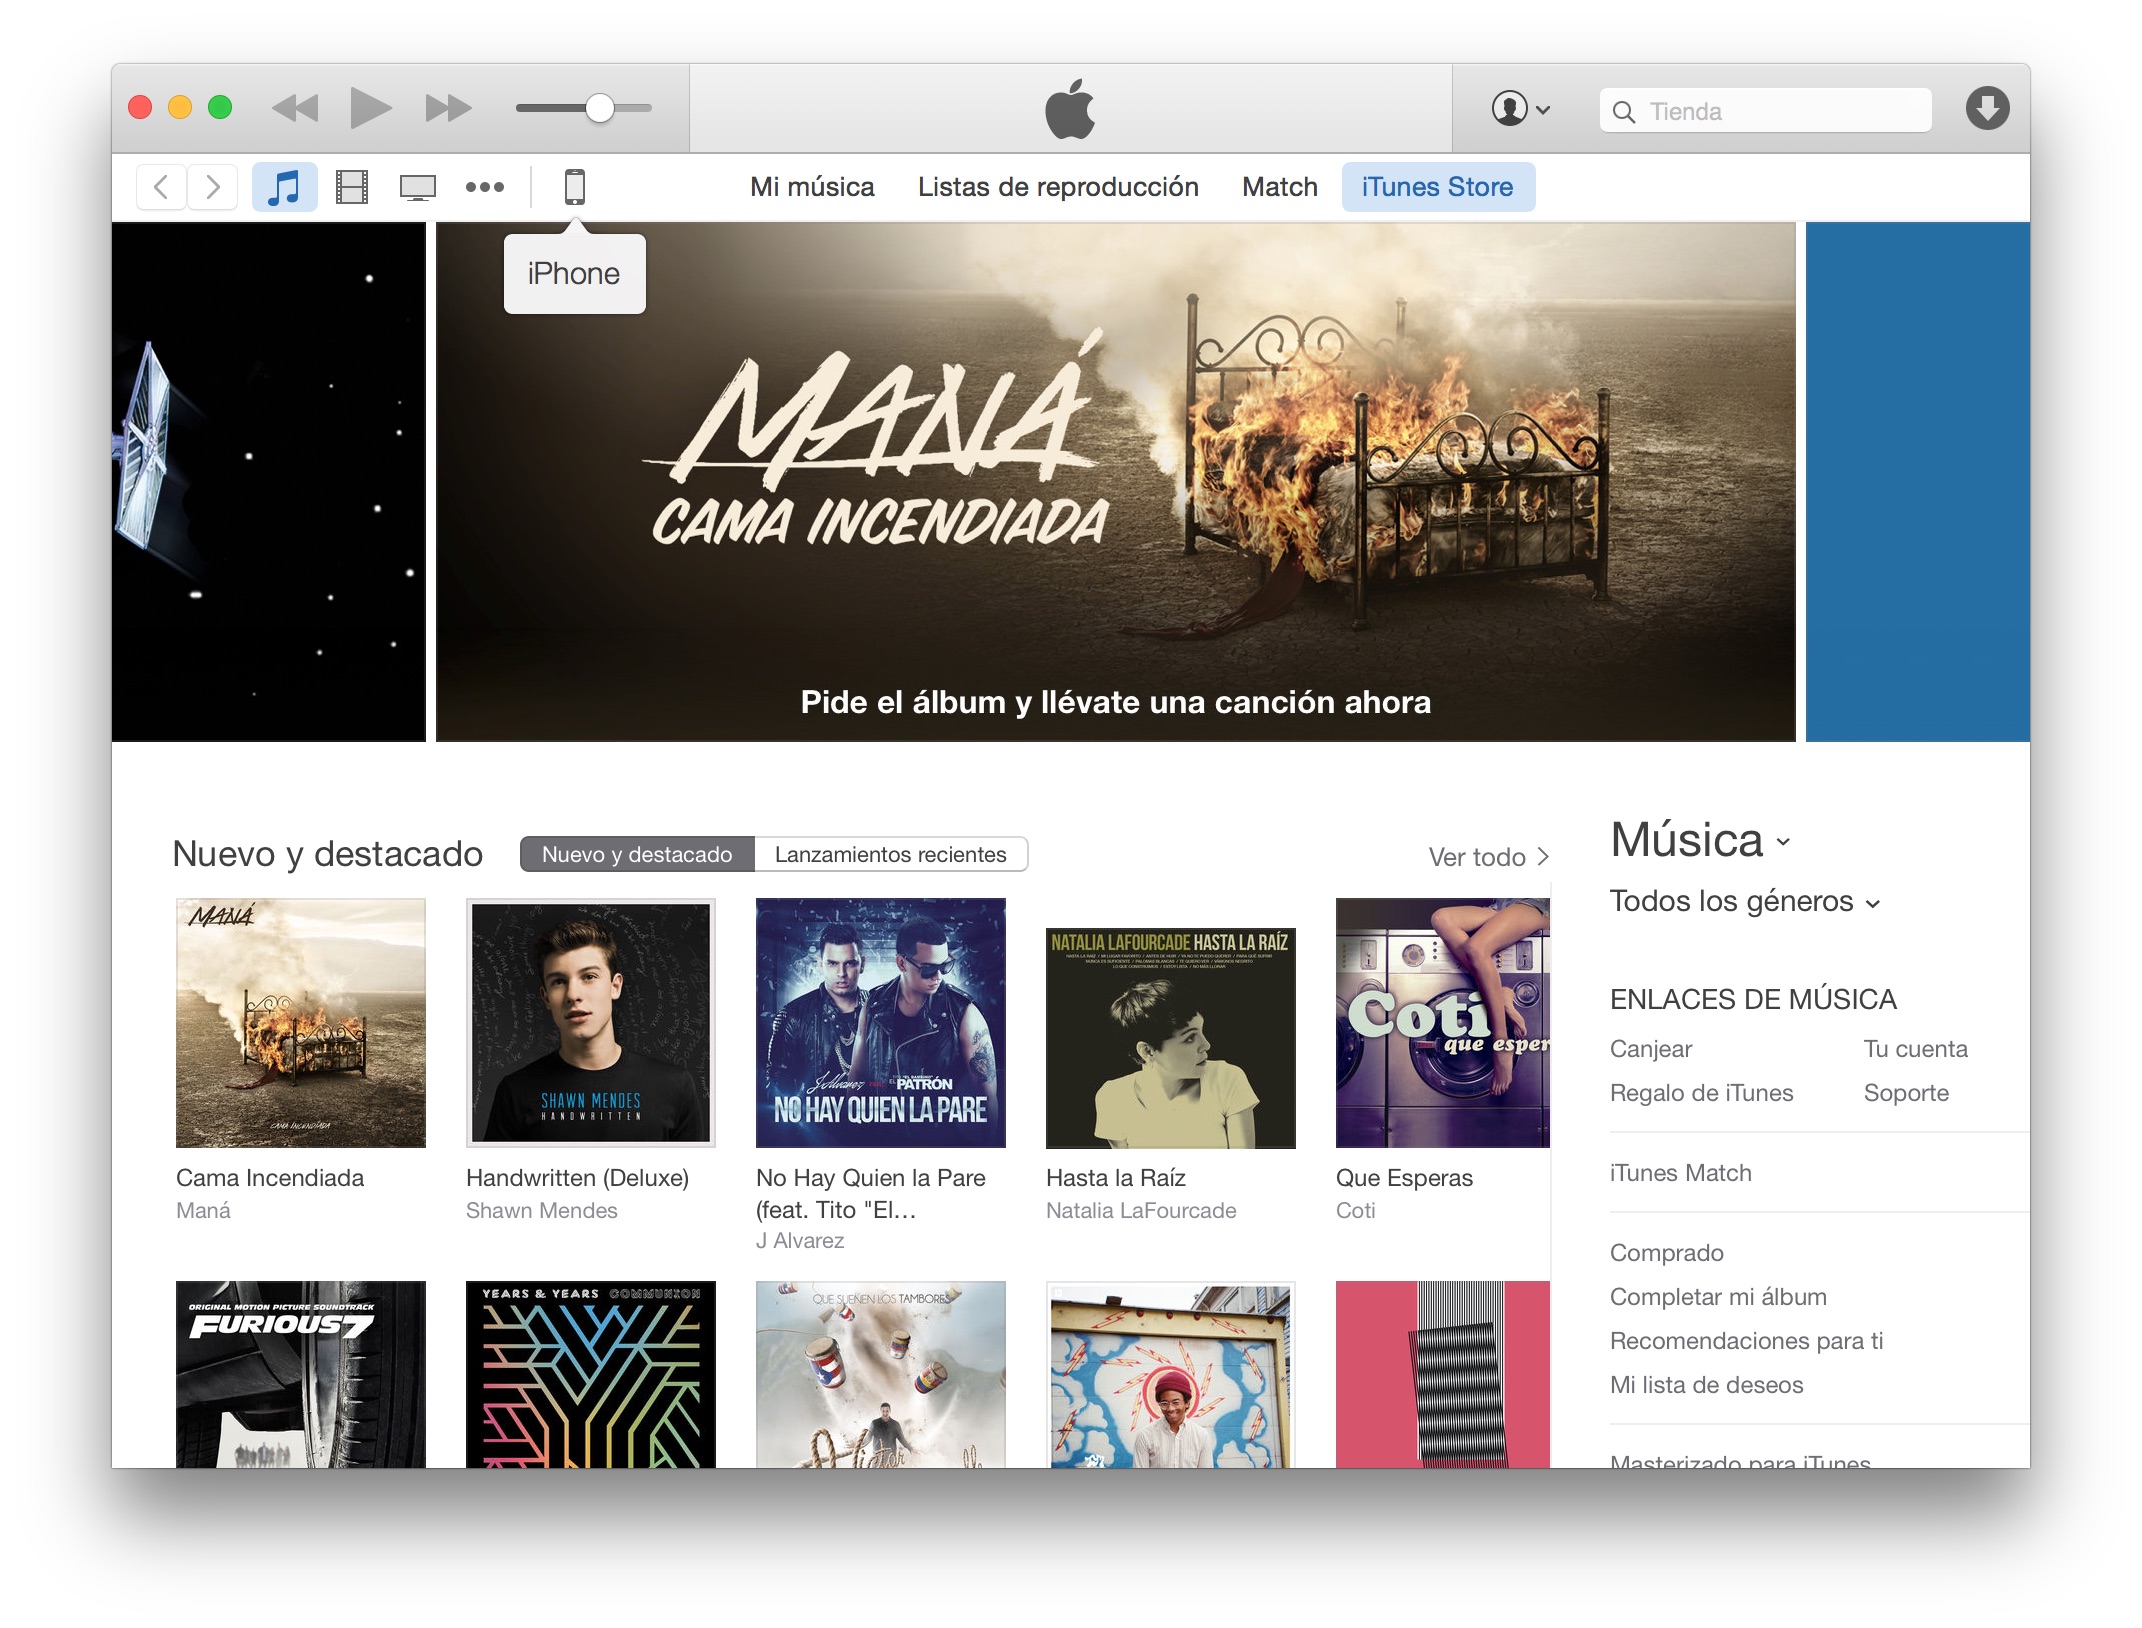 Tienda
Mi música
Listas de reproducción
Match
iTunes Store
iPhone
MANÁ
CAMA INCENDIADA
Pide el álbum y llévate una canción ahora
Nuevo y destacado
Nuevo y destacado
Lanzamientos recientes
Ver todo
MANÁ
CAMA INCENDIADA
Cama Incendiada
Maná
SHAWN MENDES
HANDWRITTEN
Handwritten (Deluxe)
Shawn Mendes
J Alvarez
EL PATRÓN
NO HAY QUIEN LA PARE
No Hay Quien la Pare
(feat. Tito "El…
J Alvarez
NATALIA LAFOURCADE HASTA LA RAÍZ
Hasta la Raíz
Natalia LaFourcade
Coti
que esper
Que Esperas
Coti
ORIGINAL MOTION PICTURE SOUNDTRACK
FURIOUS 7
YEARS & YEARS COMMUNION
QUE SUENEN LOS TAMBORES
Música
Todos los géneros
ENLACES DE MÚSICA
Canjear
Tu cuenta
Regalo de iTunes
Soporte
iTunes Match
Comprado
Completar mi álbum
Recomendaciones para ti
Mi lista de deseos
Masterizado para iTunes